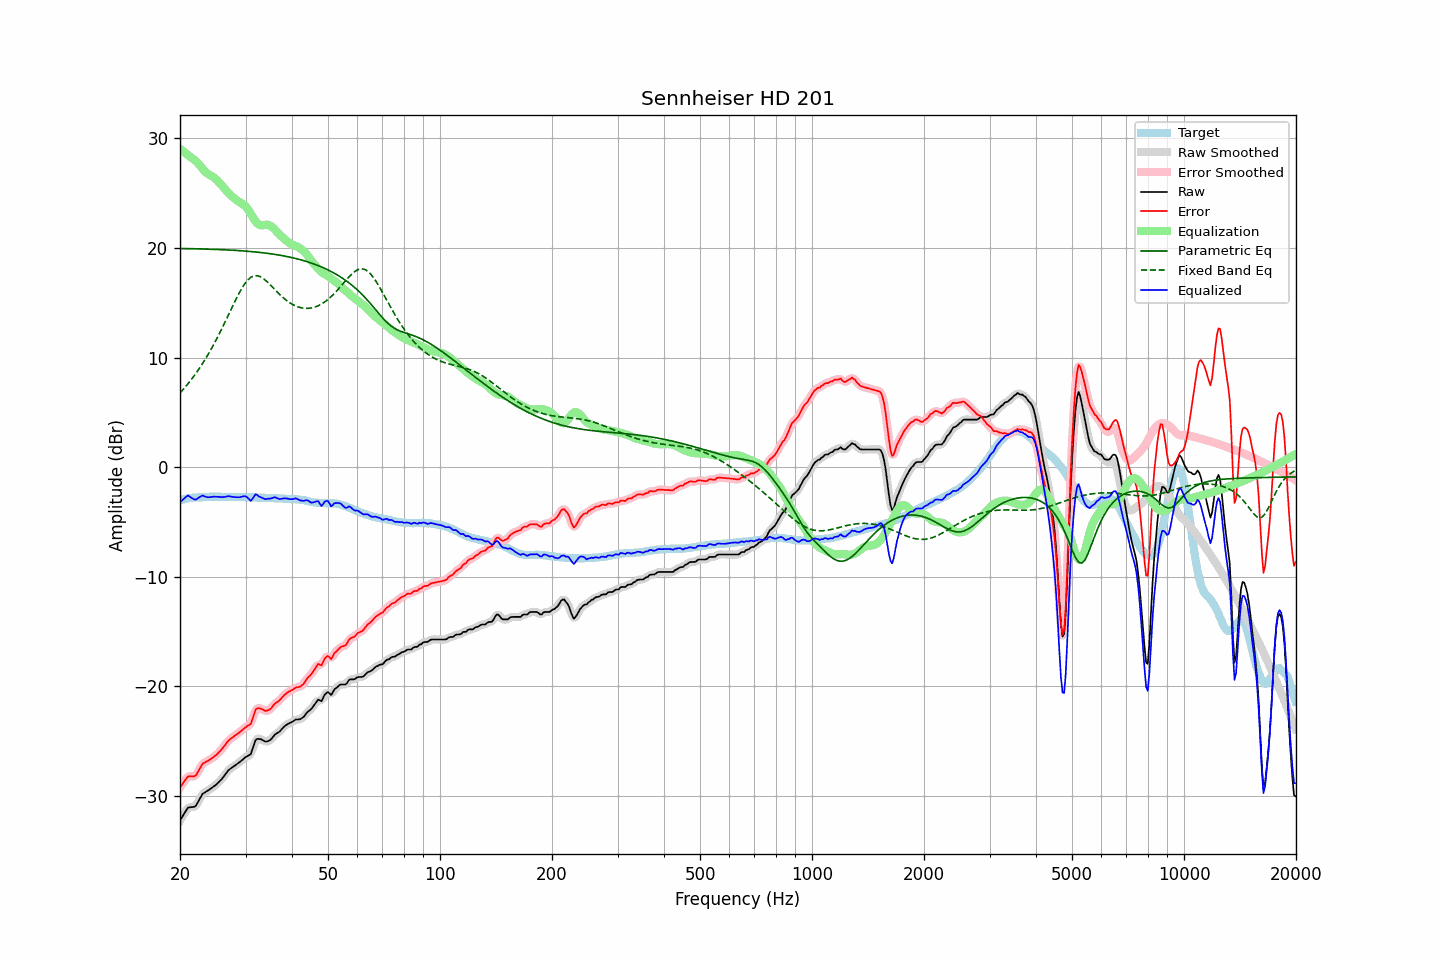 Sennheiser HD 201
Amplitude (dBr)
30
20
10
0
−10
−20
−30
Target
Raw Smoothed
Error Smoothed
Raw
Error
Equalization
Parametric Eq
Fixed Band Eq
Equalized
20 50 100 200 500 1000 2000 5000 10000 20000
Frequency (Hz)